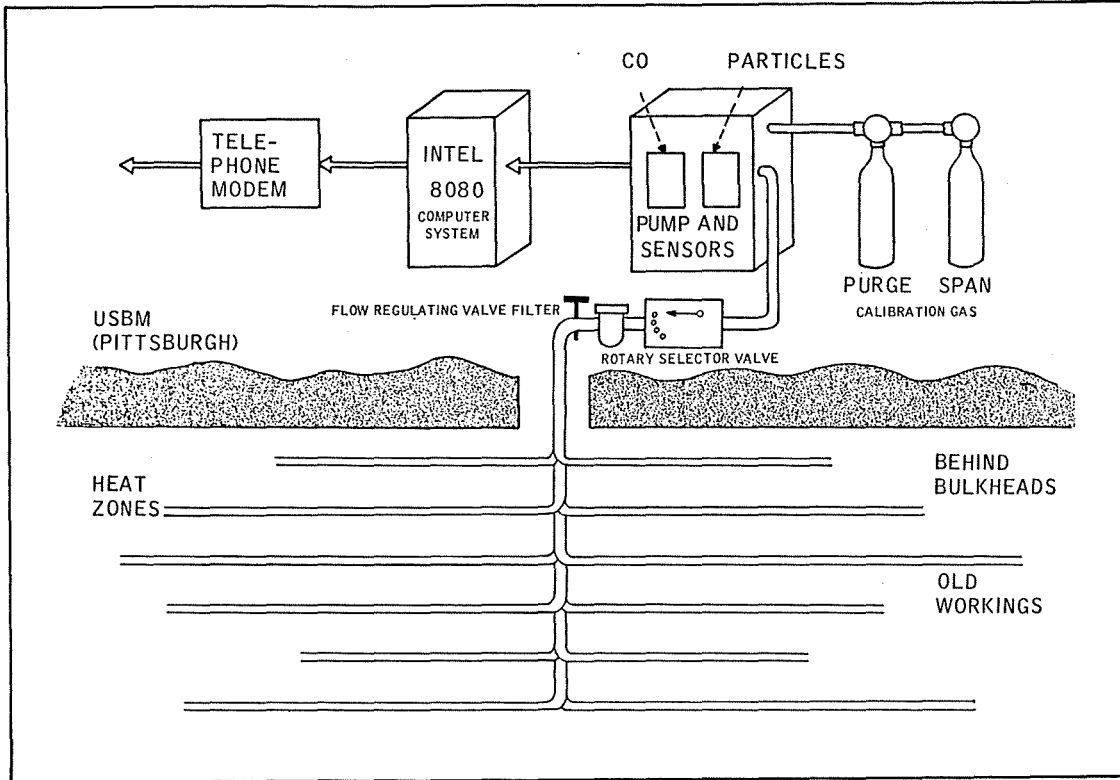 CO
PARTICLES
TELE-
PHONE
MODEM
INTEL
8080
COMPUTER
SYSTEM
PUMP AND
SENSORS
PURGE
SPAN
CALIBRATION GAS
FLOW REGULATING VALVE FILTER
USBM
(PITTSBURGH)
ROTARY SELECTOR VALVE
HEAT
ZONES
BEHIND
BULKHEADS
OLD
WORKINGS